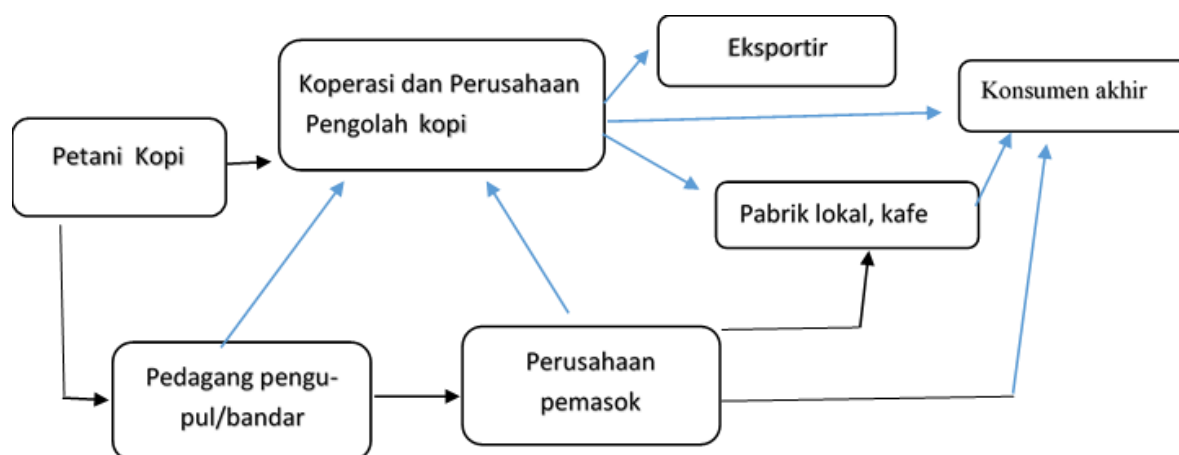 Eksportir
Koperasi dan Perusahaan
Pengolah kopi
Konsumen akhir
Petani Kopi
Pabrik lokal, kafe
Pedagang pengu-
pul/bandar
Perusahaan
pemasok